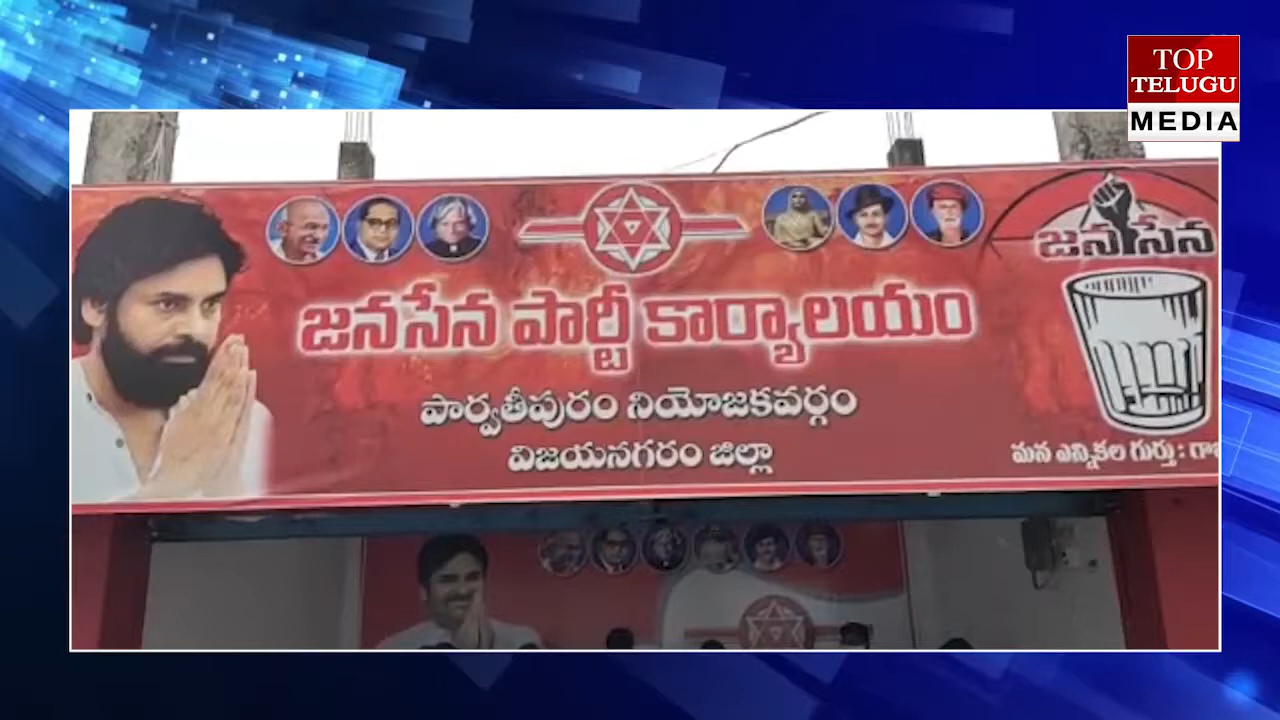 TOP
TELUGU
MEDIA
జనసేన
జనసేన పార్టీ కార్యాలయం
పార్వతీపురం నియోజకవర్గం
విజయనగరం జిల్లా
మన ఎన్నికల గుర్తు :